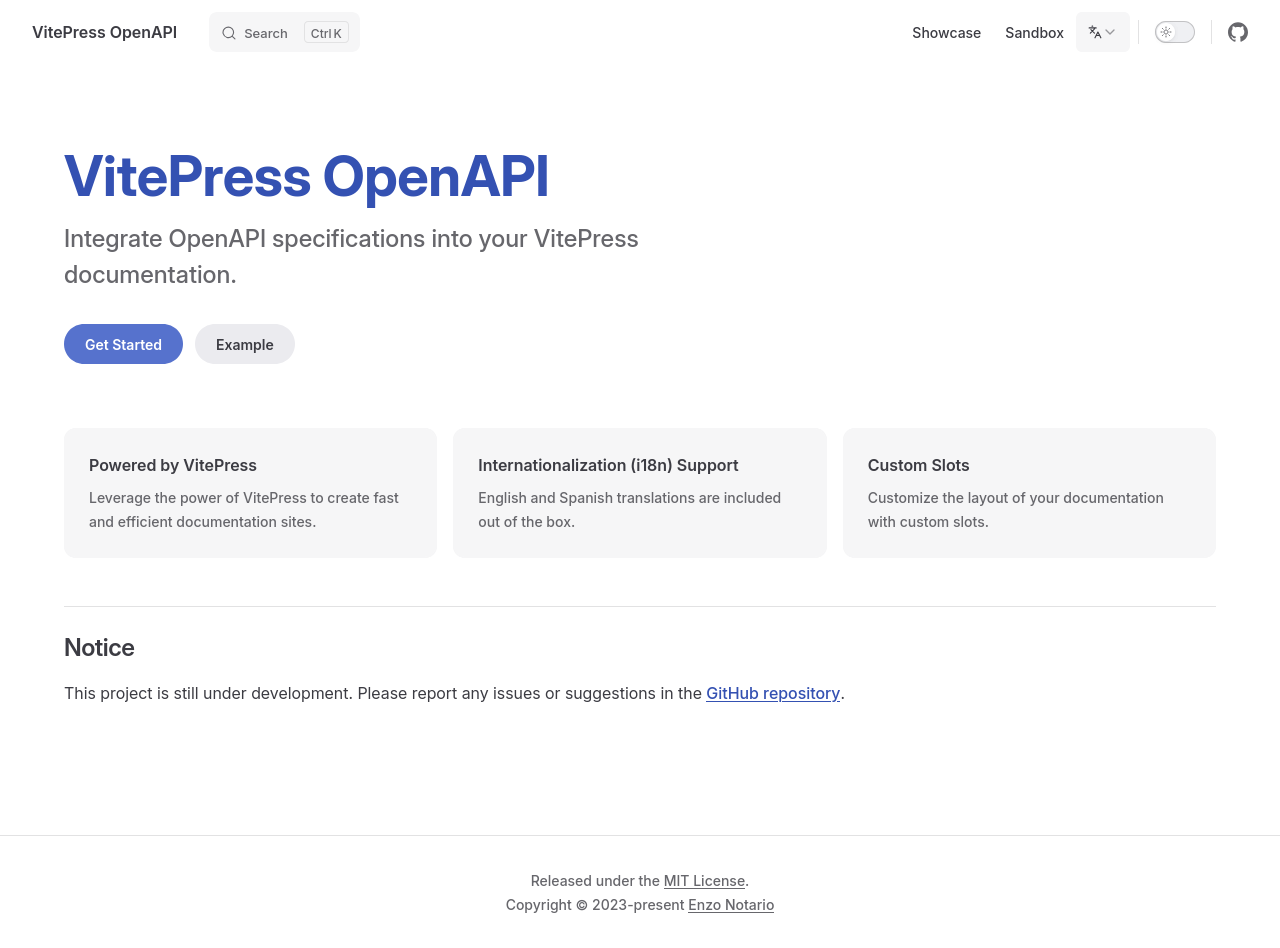 VitePress OpenAPI
Search Ctrl K
Showcase
Sandbox
VitePress OpenAPI
Integrate OpenAPI specifications into your VitePress
documentation.
Get Started
Example
Powered by VitePress
Leverage the power of VitePress to create fast
and efficient documentation sites.
Internationalization (i18n) Support
English and Spanish translations are included
out of the box.
Custom Slots
Customize the layout of your documentation
with custom slots.
Notice
This project is still under development. Please report any issues or suggestions in the GitHub repository.
Released under the MIT License.
Copyright © 2023-present Enzo Notario